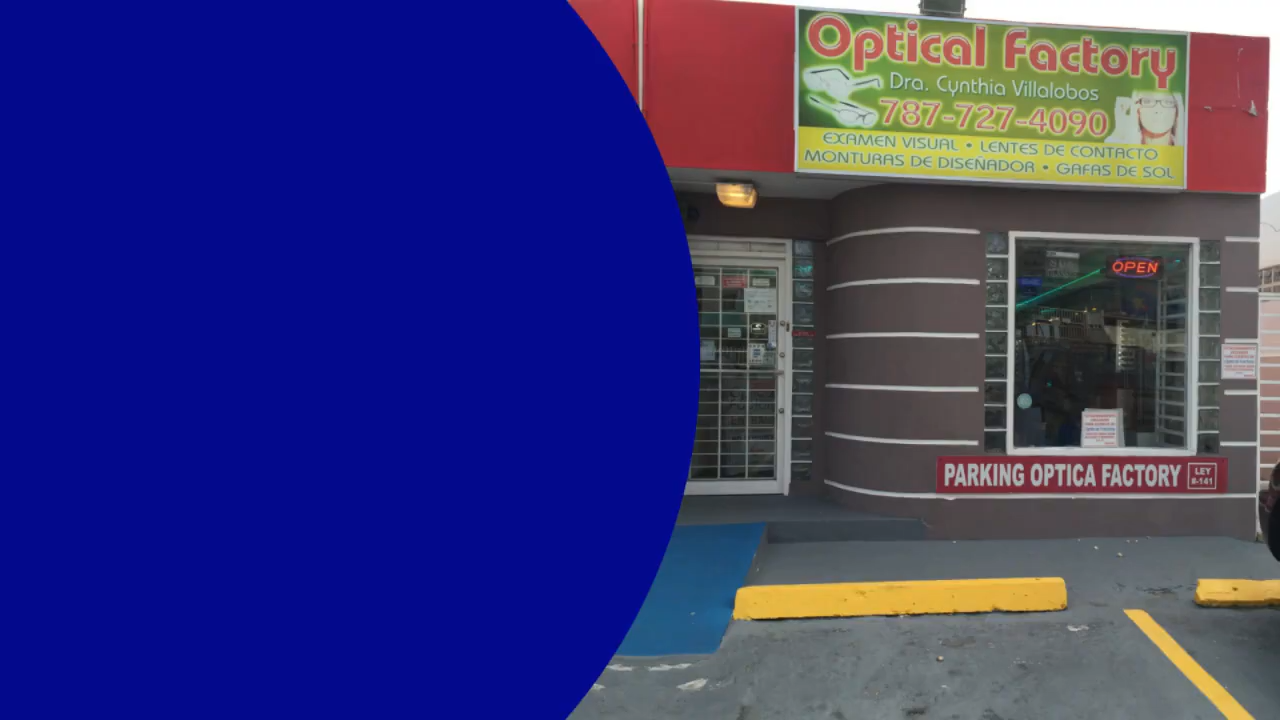 Optical Factory
Dra. Cynthia Villalobos
787-727-4090
EXAMEN VISUAL • LENTES DE CONTACTO
MONTURAS DE DISEÑADOR • GAFAS DE SOL
OPEN
PARKING OPTICA FACTORY
LEY
8-141